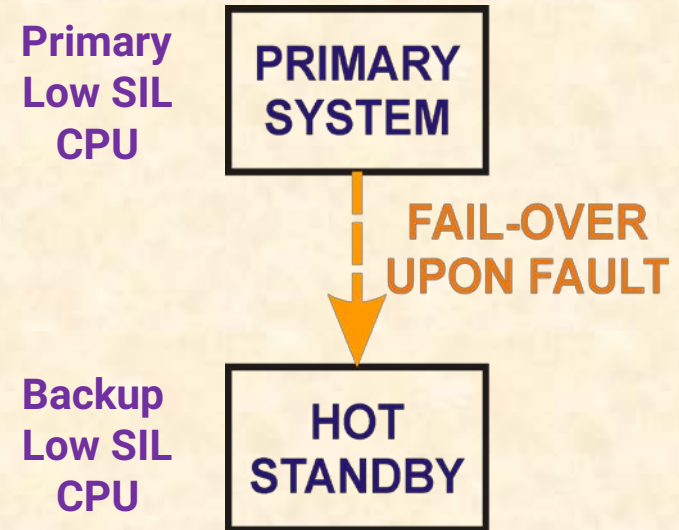 Primary
Low SIL
CPU
PRIMARY
SYSTEM
FAIL-OVER
UPON FAULT
Backup
Low SIL
CPU
HOT
STANDBY